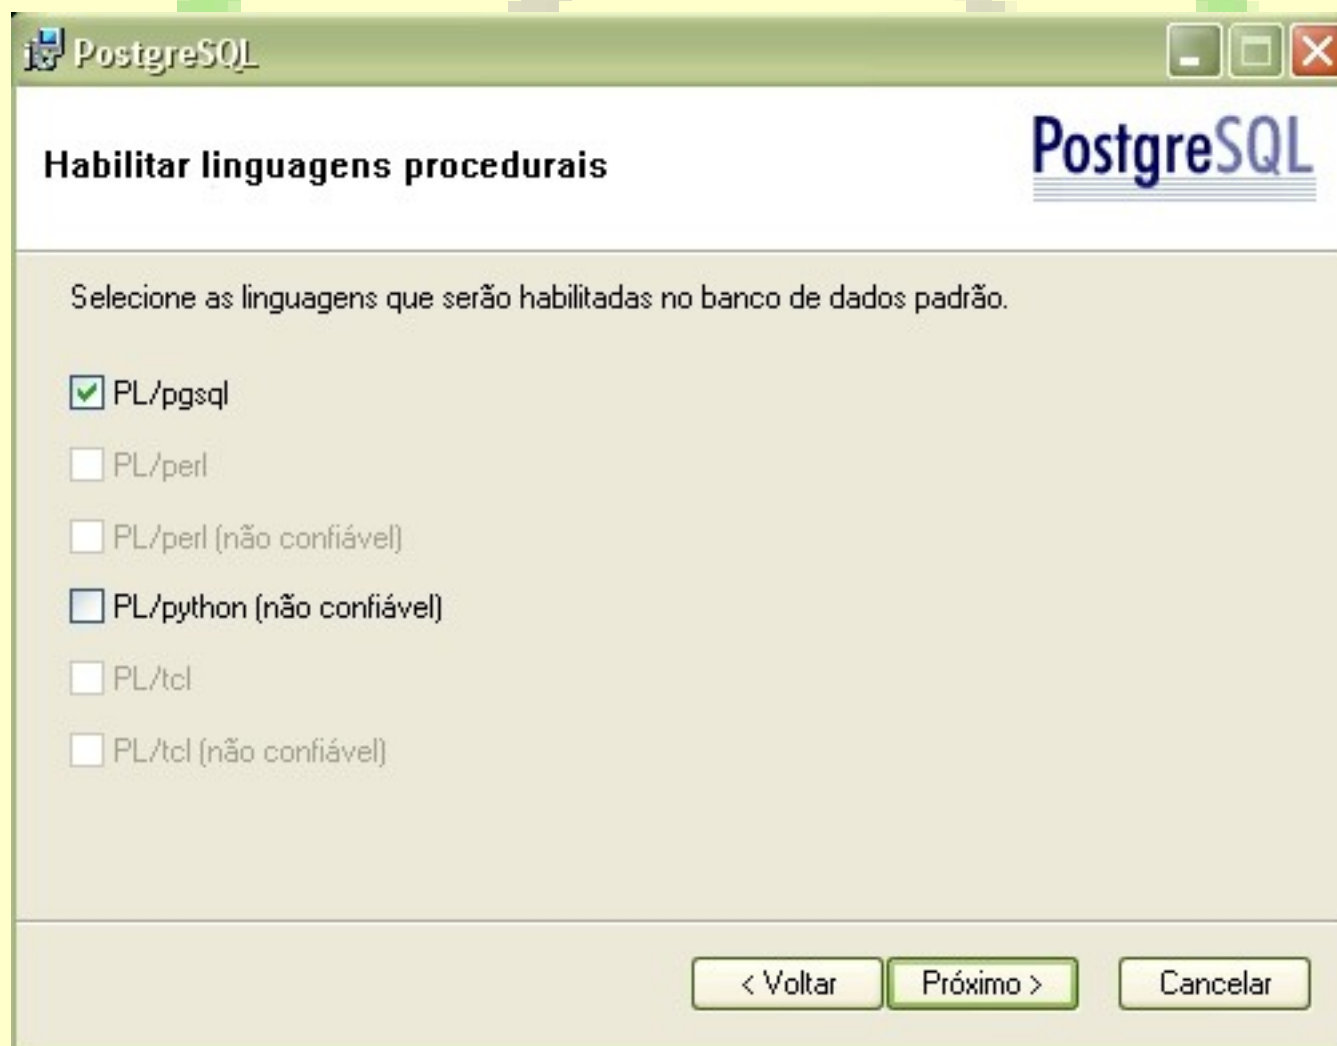 PostgreSQL
PostgreSQL
Habilitar linguagens procedurais
Selecione as linguagens que serão habilitadas no banco de dados padrão.
PL/pgsql
PL/perl
PL/perl (não confiável)
PL/python (não confiável)
PL/tcl
PL/tcl (não confiável)
< Voltar
Próximo >
Cancelar